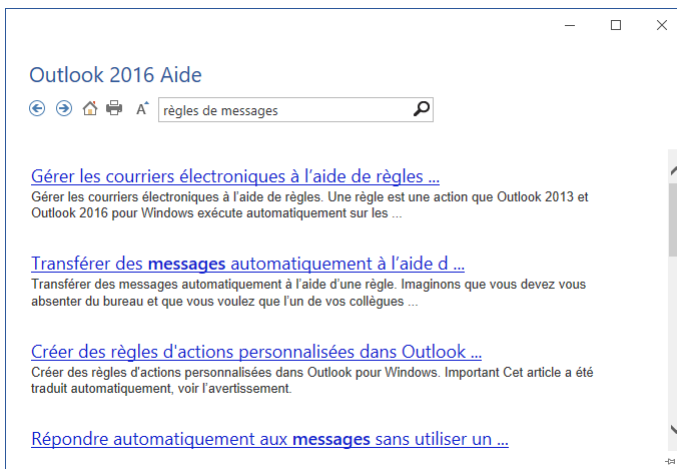 Outlook 2016 Aide
A
règles de messages
Gérer les courriers électroniques à l'aide de règles ...
Gérer les courriers électroniques à l'aide de règles. Une règle est une action que Outlook 2013 et
Outlook 2016 pour Windows exécute automatiquement sur les ...
Transférer des messages automatiquement à l'aide d ...
Transférer des messages automatiquement à l'aide d'une règle. Imaginons que vous devez vous
absenter du bureau et que vous voulez que l'un de vos collègues ...
Créer des règles d'actions personnalisées dans Outlook ...
Créer des règles d'actions personnalisées dans Outlook pour Windows. Important Cet article a été
traduit automatiquement, voir l'avertissement.
Répondre automatiquement aux messages sans utiliser un ...